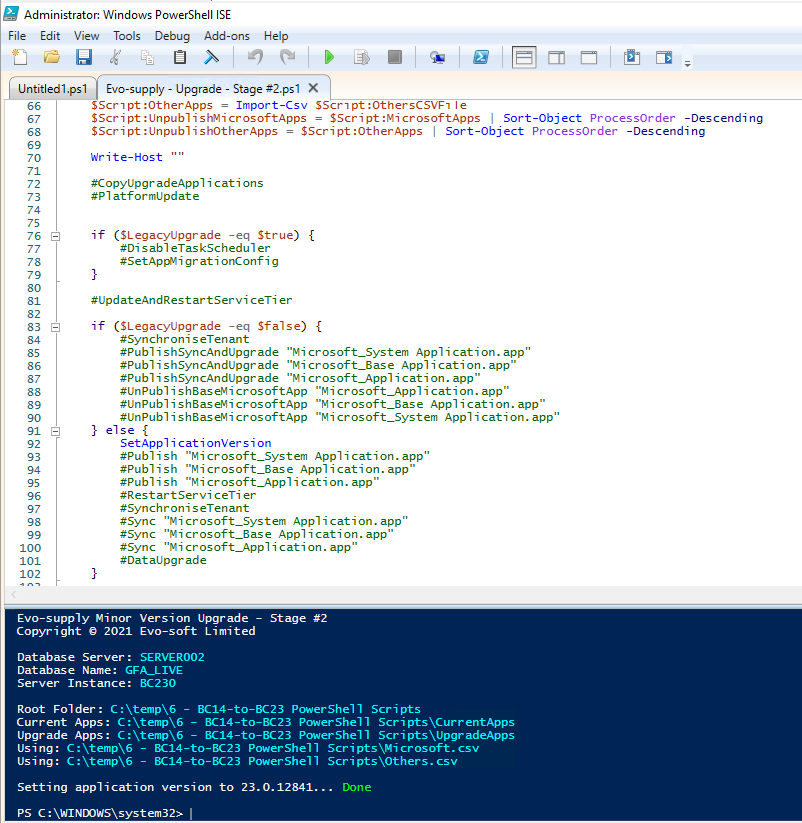 Administrator: Windows PowerShell ISE
File Edit View Tools Debug Add-ons Help
Untitled1.ps1 Evo-supply - Upgrade - Stage #2.ps1 X
66 $Script:OtherApps = Import-Csv $Script:OthersCSVFile
67 $Script:UnpublishMicrosoftApps = $Script:MicrosoftApps | Sort-Object ProcessOrder -Descending
68 $Script:UnpublishOtherApps = $Script:OtherApps | Sort-Object ProcessOrder -Descending
69
70 Write-Host ""
71
72 #CopyUpgradeApplications
73 #PlatformUpdate
74
75
76 if ($LegacyUpgrade -eq $true) {
77 #DisableTaskScheduler
78 #SetAppMigrationConfig
79 }
80
81 #UpdateAndRestartServiceTier
82
83 if ($LegacyUpgrade -eq $false) {
84 #SynchroniseTenant
85 #PublishSyncAndUpgrade "Microsoft_System Application.app"
86 #PublishSyncAndUpgrade "Microsoft_Base Application.app"
87 #PublishSyncAndUpgrade "Microsoft_Application.app"
88 #UnPublishBaseMicrosoftApp "Microsoft_Application.app"
89 #UnPublishBaseMicrosoftApp "Microsoft_Base Application.app"
90 #UnPublishBaseMicrosoftApp "Microsoft_System Application.app"
91 } else {
92 SetApplicationVersion
93 #Publish "Microsoft_System Application.app"
94 #Publish "Microsoft_Base Application.app"
95 #Publish "Microsoft_Application.app"
96 #RestartServiceTier
97 #SynchroniseTenant
98 #Sync "Microsoft_System Application.app"
99 #Sync "Microsoft_Base Application.app"
100 #Sync "Microsoft_Application.app"
101 #DataUpgrade
102 }
103
Evo-supply Minor Version Upgrade - Stage #2
Copyright © 2021 Evo-soft Limited
Database Server: SERVER002
Database Name: GFA_LIVE
Server Instance: BC230
Root Folder: C:\temp\6 - BC14-to-BC23 PowerShell Scripts
Current Apps: C:\temp\6 - BC14-to-BC23 PowerShell Scripts\CurrentApps
Upgrade Apps: C:\temp\6 - BC14-to-BC23 PowerShell Scripts\UpgradeApps
Using: C:\temp\6 - BC14-to-BC23 PowerShell Scripts\Microsoft.csv
Using: C:\temp\6 - BC14-to-BC23 PowerShell Scripts\Others.csv
Setting application version to 23.0.12841... Done
PS C:\WINDOWS\system32>